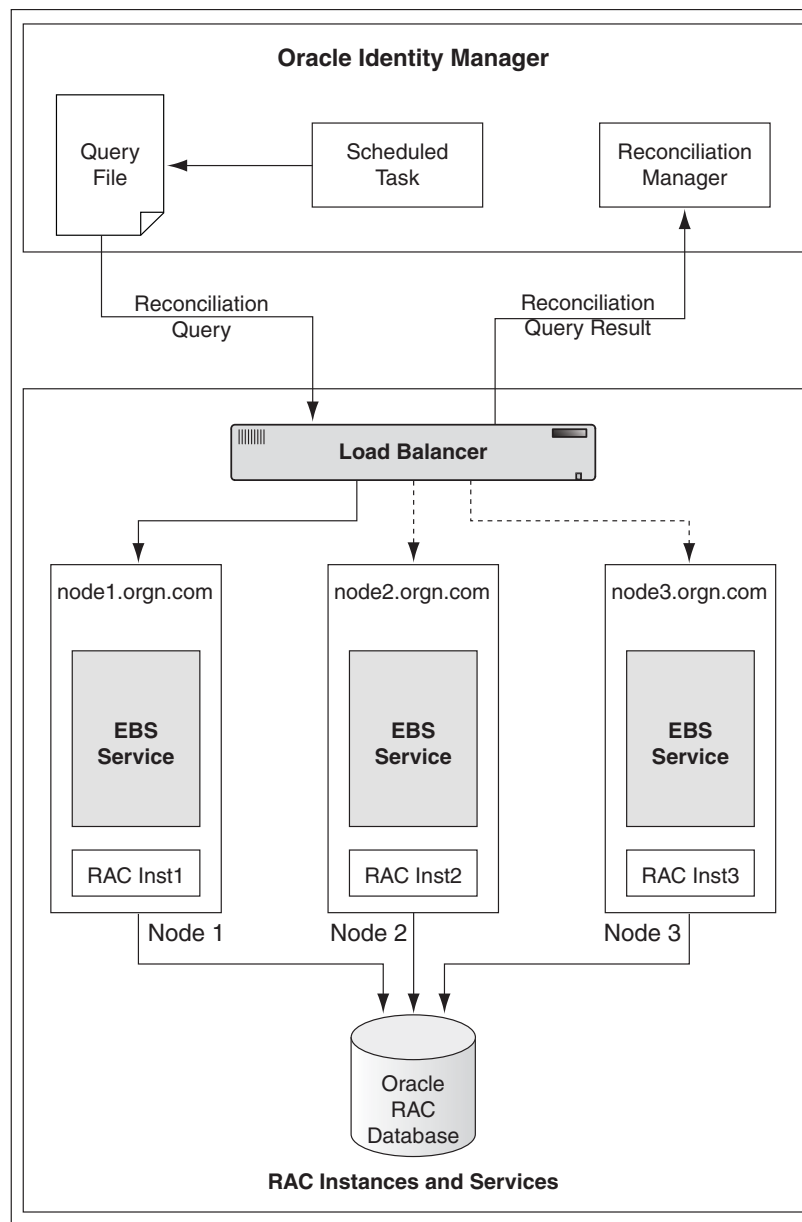 Oracle Identity Manager
Query
File
Scheduled
Task
Reconciliation
Manager
Reconciliation
Query
Reconciliation
Query Result
Load Balancer
node1.orgn.com
node2.orgn.com
node3.orgn.com
EBS
Service
EBS
Service
EBS
Service
RAC Inst1
RAC Inst2
RAC Inst3
Node 1
Node 2
Node 3
Oracle
RAC
Database
RAC Instances and Services